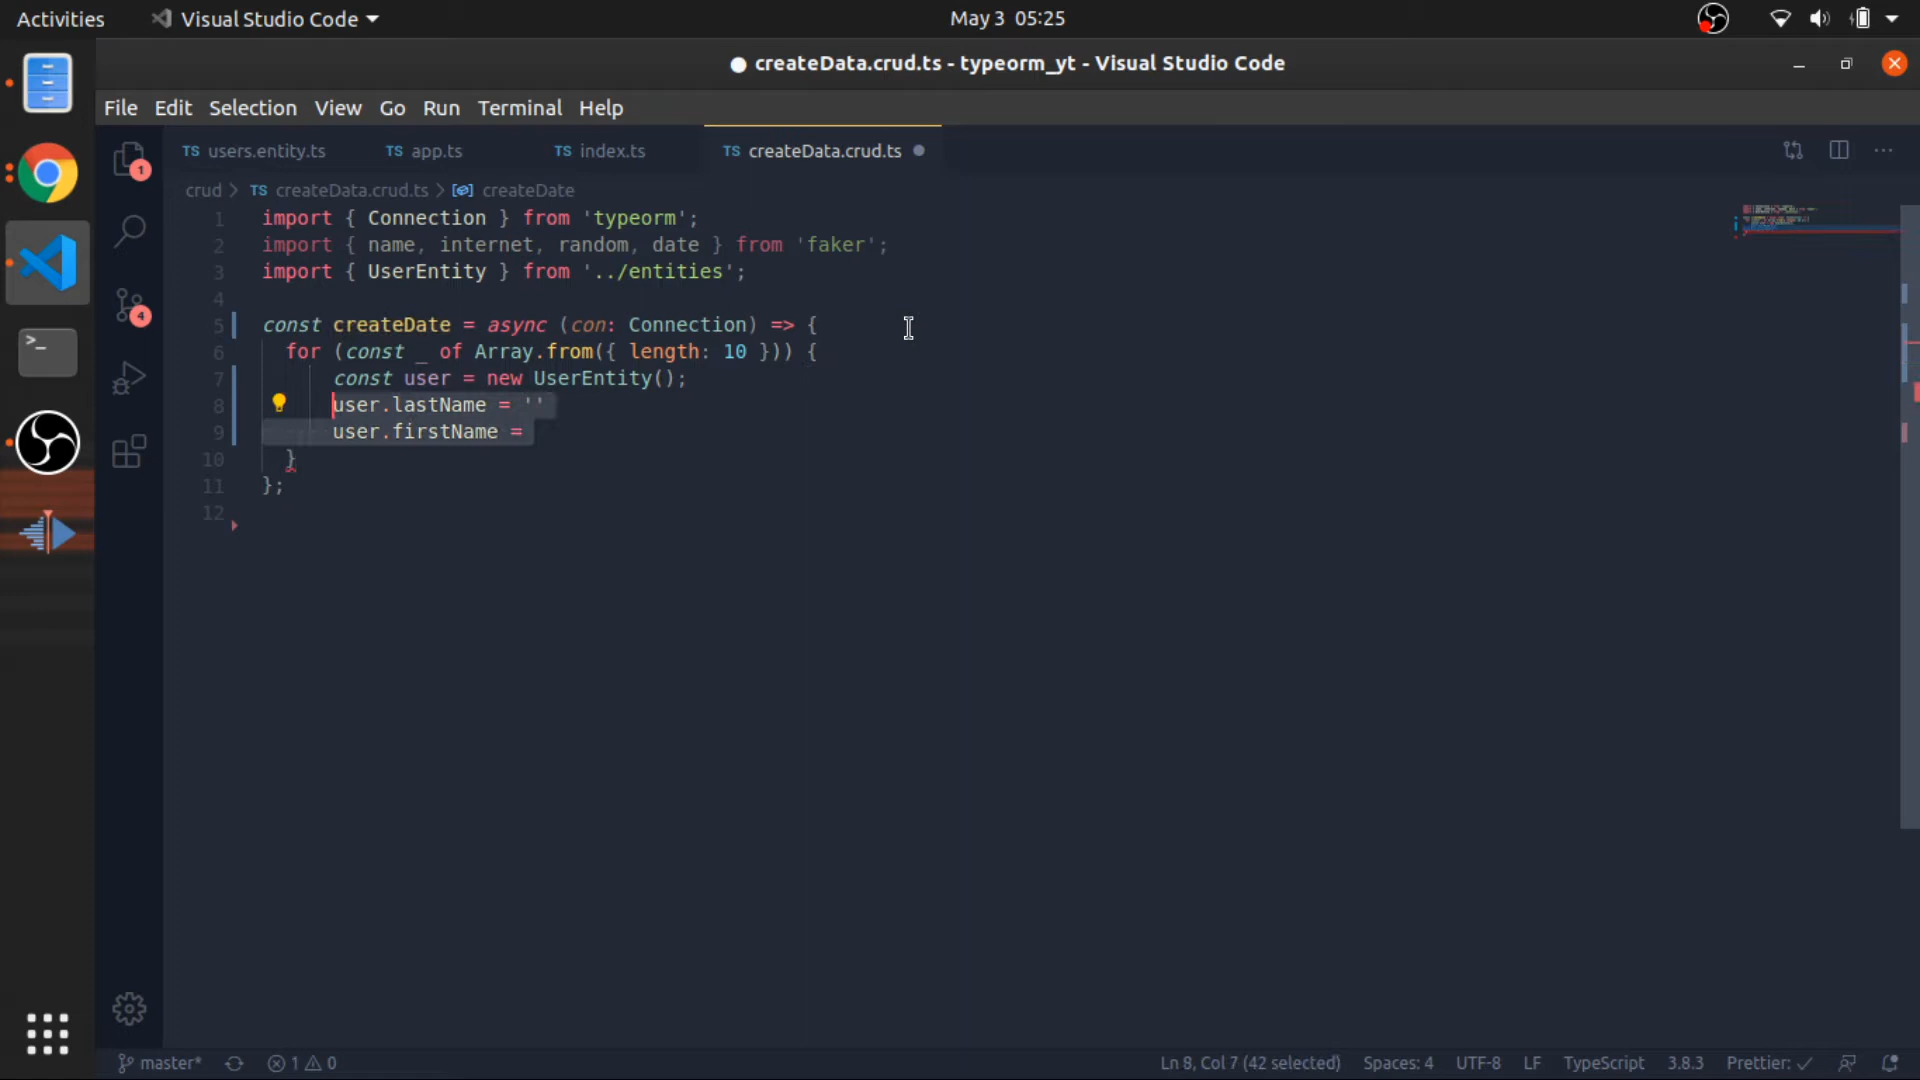 Activities
Visual Studio Code
May 3 05:25
createData.crud.ts - typeorm_yt - Visual Studio Code
File Edit Selection View Go Run Terminal Help
TS users.entity.ts TS app.ts TS index.ts TS createData.crud.ts
crud > TS createData.crud.ts > createDate
1 import { Connection } from 'typeorm';
2 import { name, internet, random, date } from 'faker';
3 import { UserEntity } from '../entities';
4
5 const createDate = async (con: Connection) => {
6 for (const _ of Array.from({ length: 10 })) {
7 const user = new UserEntity();
8 user.lastName = ''
9 user.firstName =
10 }
11 };
12
1
4
master* 1 0 Ln 8, Col 7 (42 selected) Spaces: 4 UTF-8 LF TypeScript 3.8.3 Prettier: ✓